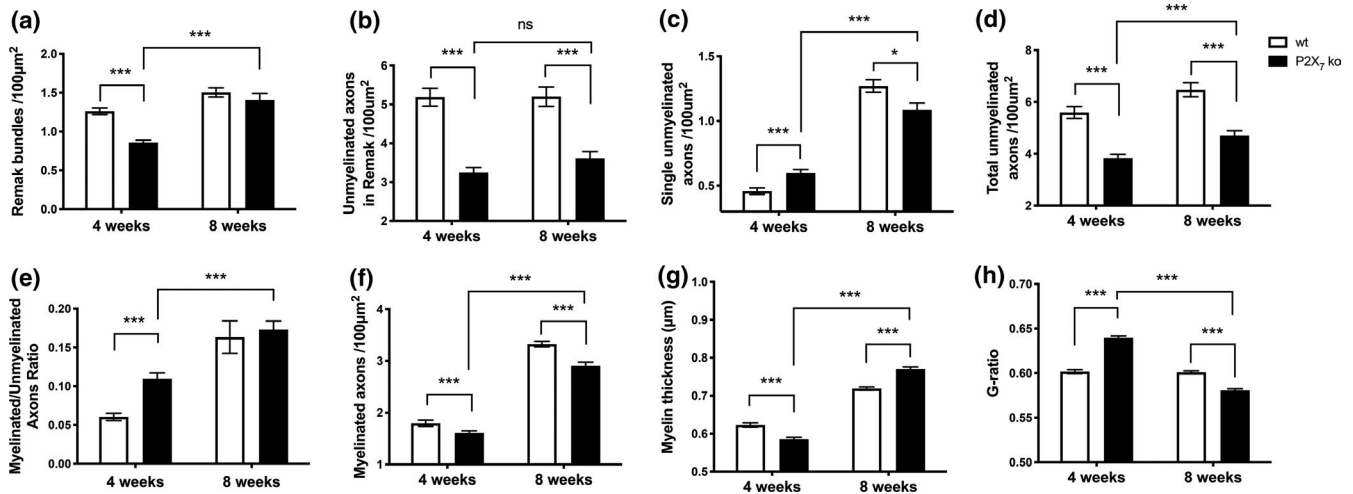 (a)
Remak bundles /100µm²
2.0
1.5
1.0
0.5
0.0
***
***
4 weeks
8 weeks
(b)
Unmyelinated axons
in Remak /100um²
6
5
4
3
2
ns
***
***
4 weeks
8 weeks
(c)
Single unmyelinated
axons /100um²
1.5
1.0
0.5
***
***
*
4 weeks
8 weeks
(d)
Total unmyelinated
axons /100um²
8
6
4
2
***
***
***
4 weeks
8 weeks
wt
P2X₇ ko
(e)
Myelinated/Unmyelinated
Axons Ratio
0.20
0.15
0.10
0.05
0.00
***
***
4 weeks
8 weeks
(f)
Myelinated axons /100µm²
4
3
2
1
***
***
***
4 weeks
8 weeks
(g)
Myelin thickness (µm)
1.0
0.9
0.8
0.7
0.6
0.5
***
***
***
4 weeks
8 weeks
(h)
G-ratio
0.70
0.65
0.60
0.55
0.50
***
***
***
4 weeks
8 weeks